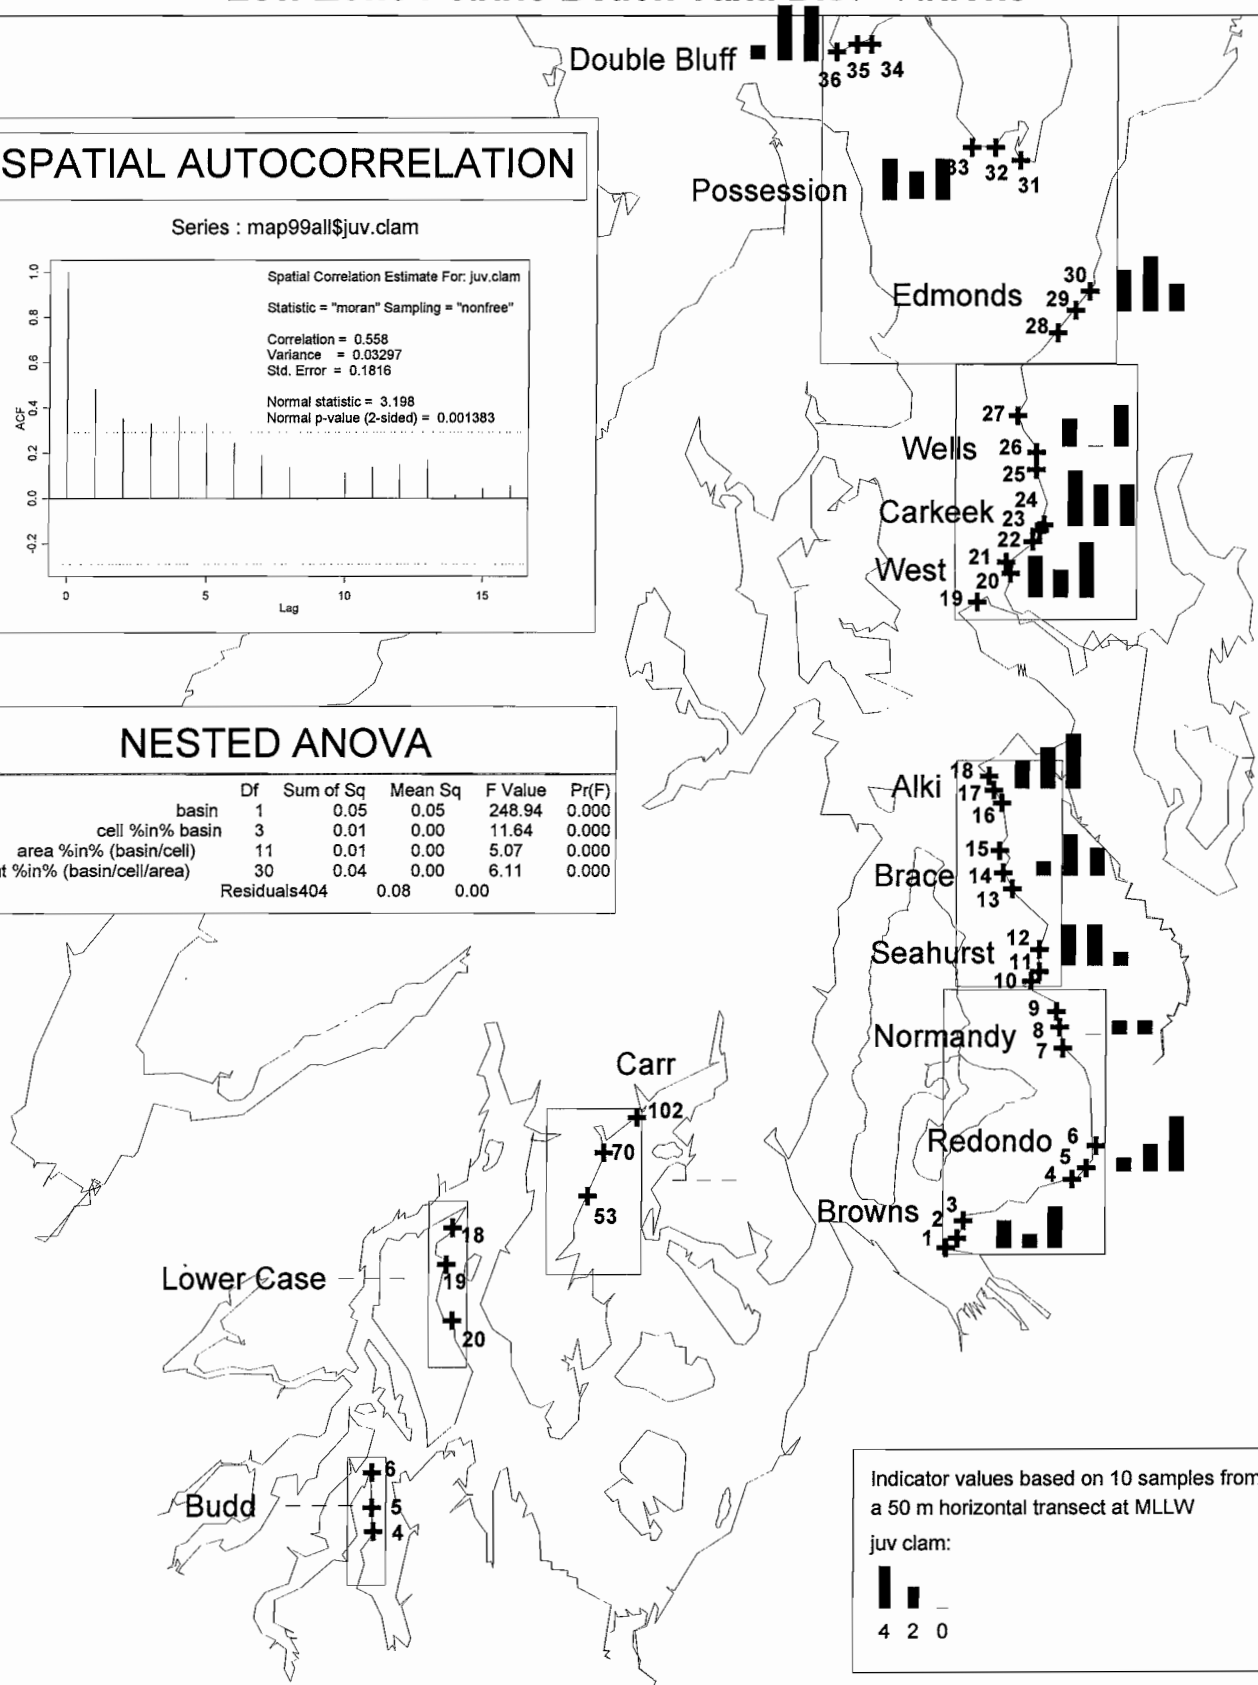 Double Bluff
36 35 34
SPATIAL AUTOCORRELATION
Series : map99all$juv.clam
Spatial Correlation Estimate For: juv.clam
Statistic = "moran" Sampling = "nonfree"
Correlation = 0.558
Variance = 0.03297
Std. Error = 0.1816
Normal statistic = 3.198
Normal p-value (2-sided) = 0.001383
ACF
1.0
0.8
0.6
0.4
0.2
0.0
-0.2
0 5 10 15
Lag
33 32 31
Possession
30
Edmonds 29
28
27
Wells 26
25
24
Carkeek 23
22
21
West 20
19
NESTED ANOVA
Df Sum of Sq Mean Sq F Value Pr(F)
basin 1 0.05 0.05 248.94 0.000
cell %in% basin 3 0.01 0.00 11.64 0.000
area %in% (basin/cell) 11 0.01 0.00 5.07 0.000
%in% (basin/cell/area) 30 0.04 0.00 6.11 0.000
Residuals404 0.08 0.00
18
Alki 17
16
15
Brace 14
13
12
Seahurst 11
10
9
Normandy 8
7
Carr
102
70
53
Redondo 6
5
4
Browns 3
2
1
18
Lower Case 19
20
6
Budd 5
4
Indicator values based on 10 samples from
a 50 m horizontal transect at MLLW
juv clam:
4 2 0